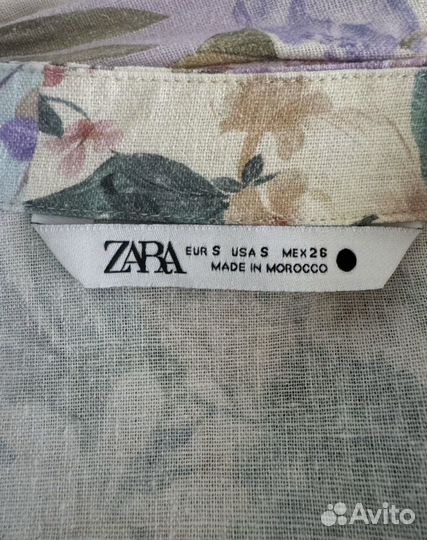 ZARA
EUR S USA S MEX 26
MADE IN MOROCCO
Avito